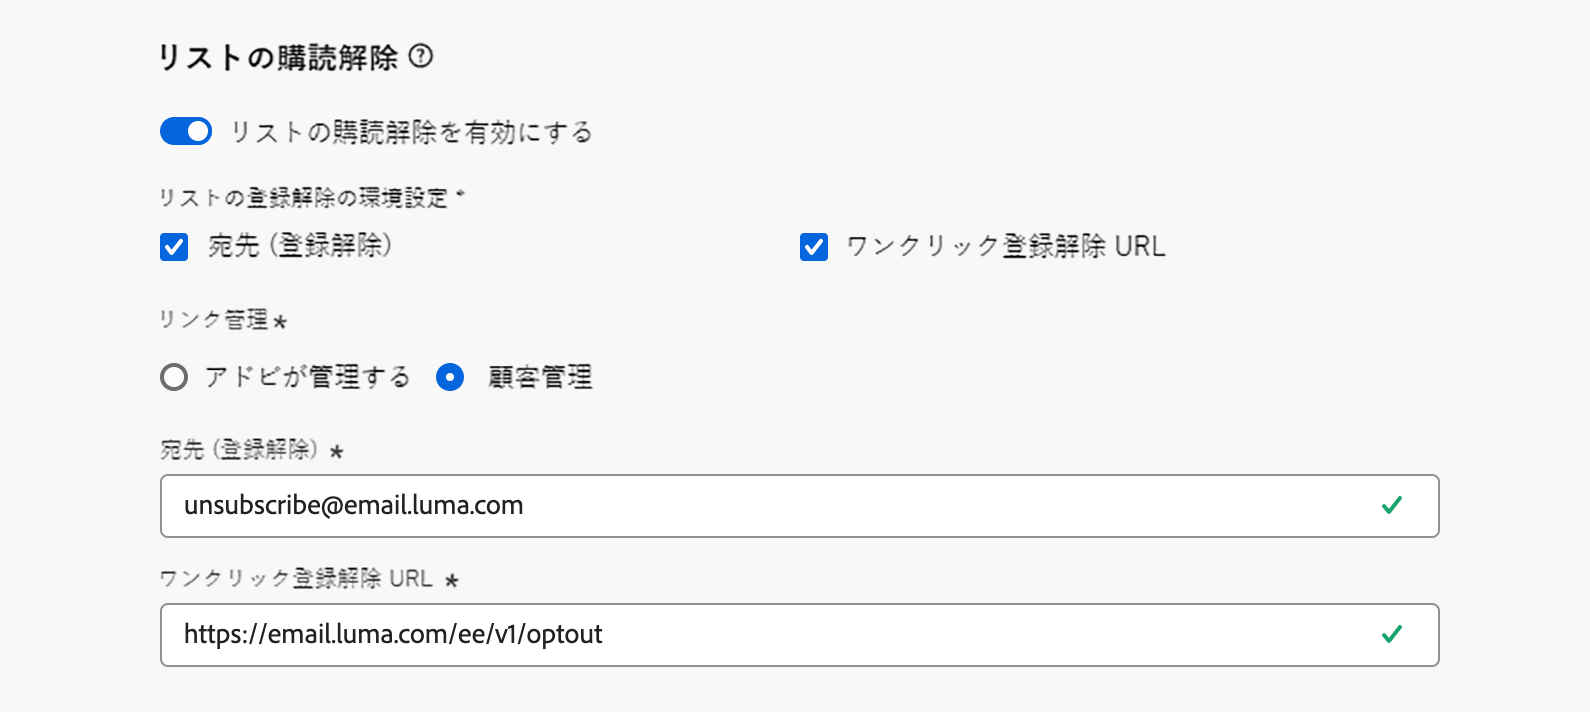 リストの購読解除 ?
リストの購読解除を有効にする
リストの登録解除の環境設定 *
宛先 (登録解除) ワンクリック登録解除 URL
リンク管理 *
アドビが管理する 顧客管理
宛先 (登録解除) *
unsubscribe@email.luma.com
ワンクリック登録解除 URL *
https://email.luma.com/ee/v1/optout